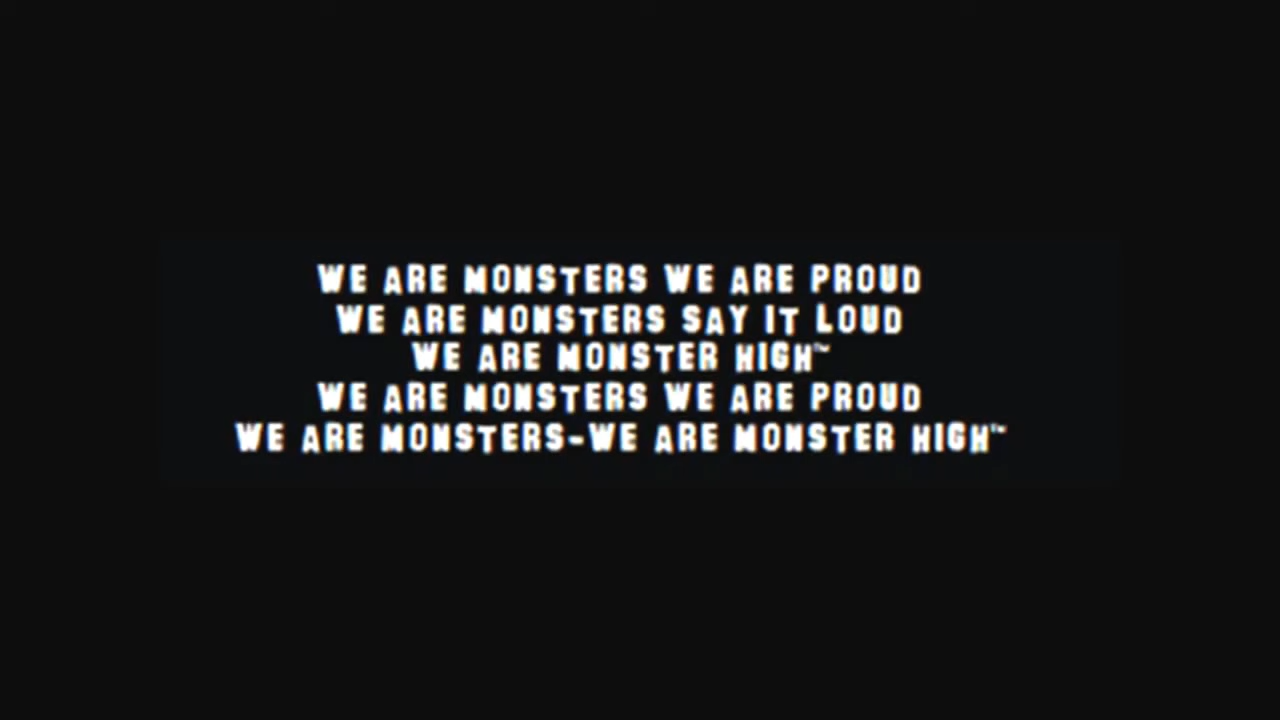 WE ARE MONSTERS WE ARE PROUD
WE ARE MONSTERS SAY IT LOUD
WE ARE MONSTER HIGH™
WE ARE MONSTERS WE ARE PROUD
WE ARE MONSTERS-WE ARE MONSTER HIGH™